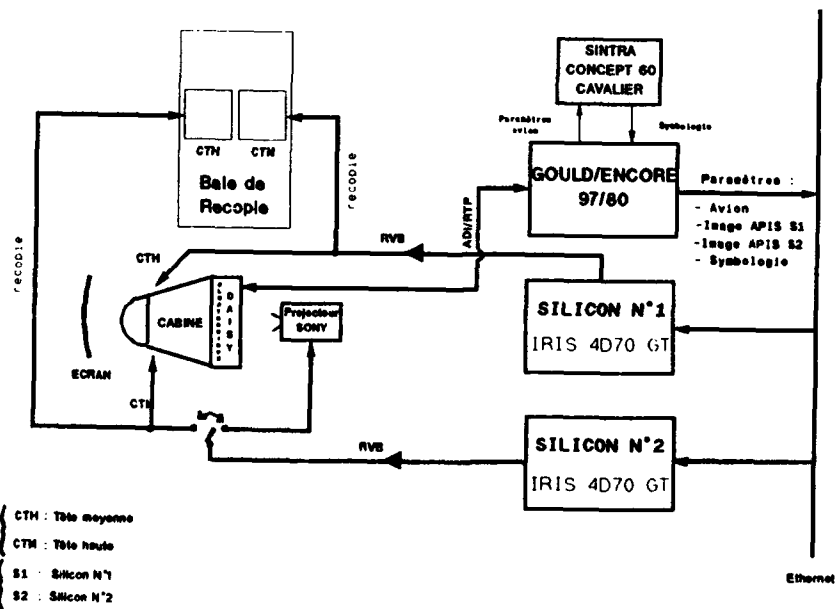 SINTRA
CONCEPT 60
CAVALIER
Paramètres
avion
Symbologie
GOULD/ENCORE
97/80
Paramètres :
- Avion
-Image APIS S1
-Image APIS S2
- Symbologie
CTH
CTM
Baie de
Recopie
recopie
recopie
ADI/RTP
RVB
CTH
CABINE
DAISY
Projecteur
SONY
ECRAN
SILICON N°1
IRIS 4D70 GT
RVB
SILICON N°2
IRIS 4D70 GT
CTH : Tête moyenne
CTM : Tête haute
S1 : Silicon N°1
S2 : Silicon N°2
Ethernet